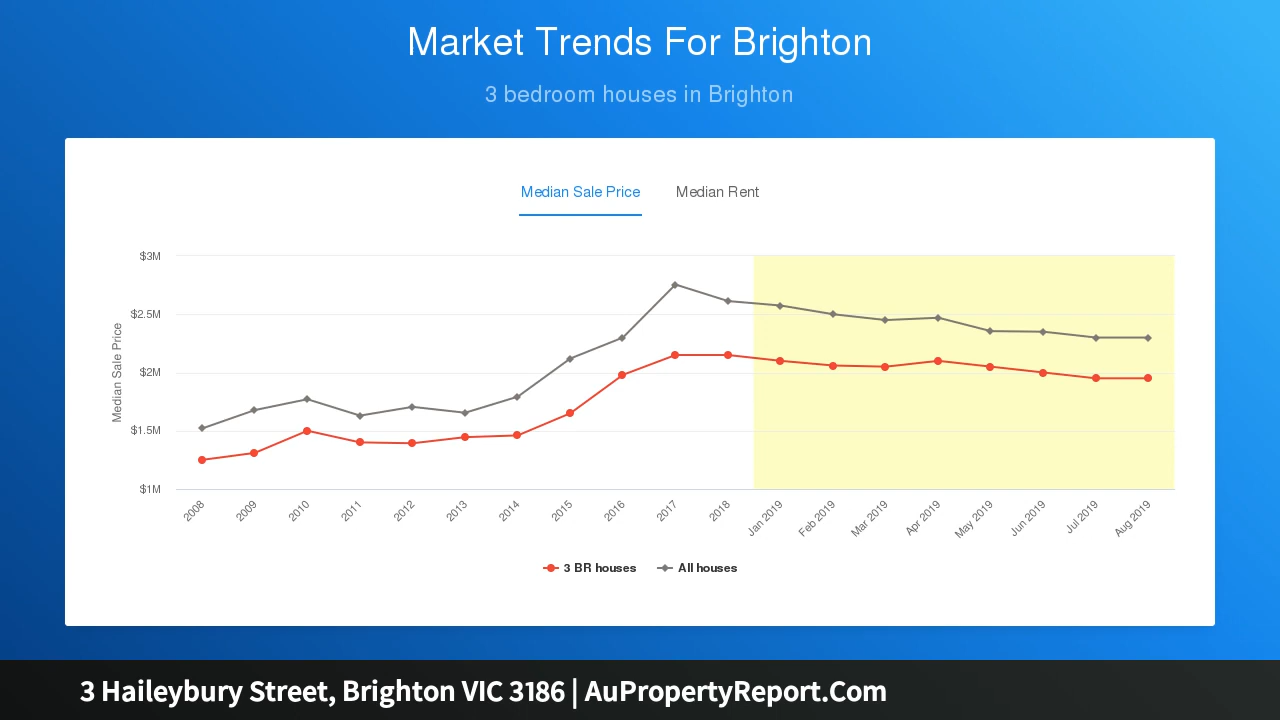 Market Trends For Brighton
3 bedroom houses in Brighton
Median Sale Price
Median Rent
Median Sale Price
$3M
$2.5M
$2M
$1.5M
$1M
2008
2009
2010
2011
2012
2013
2014
2015
2016
2017
2018
Jan 2019
Feb 2019
Mar 2019
Apr 2019
May 2019
Jun 2019
Jul 2019
Aug 2019
3 BR houses
All houses
3 Haileybury Street, Brighton VIC 3186 | AuPropertyReport.Com